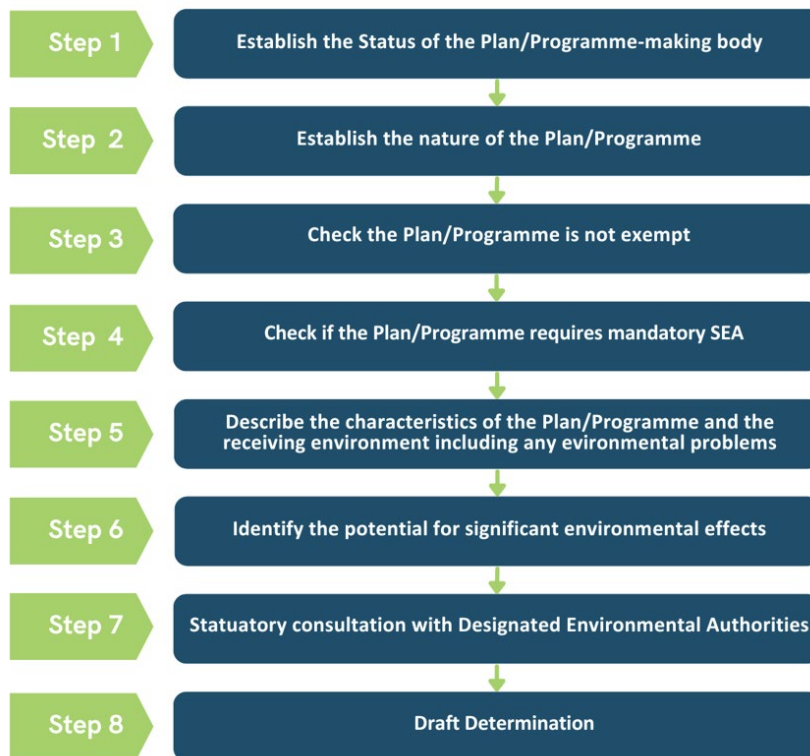 Step 1
Establish the Status of the Plan/Programme-making body
Step 2
Establish the nature of the Plan/Programme
Step 3
Check the Plan/Programme is not exempt
Step 4
Check if the Plan/Programme requires mandatory SEA
Step 5
Describe the characteristics of the Plan/Programme and the
receiving environment including any evironmental problems
Step 6
Identify the potential for significant environmental effects
Step 7
Statuatory consultation with Designated Environmental Authorities
Step 8
Draft Determination